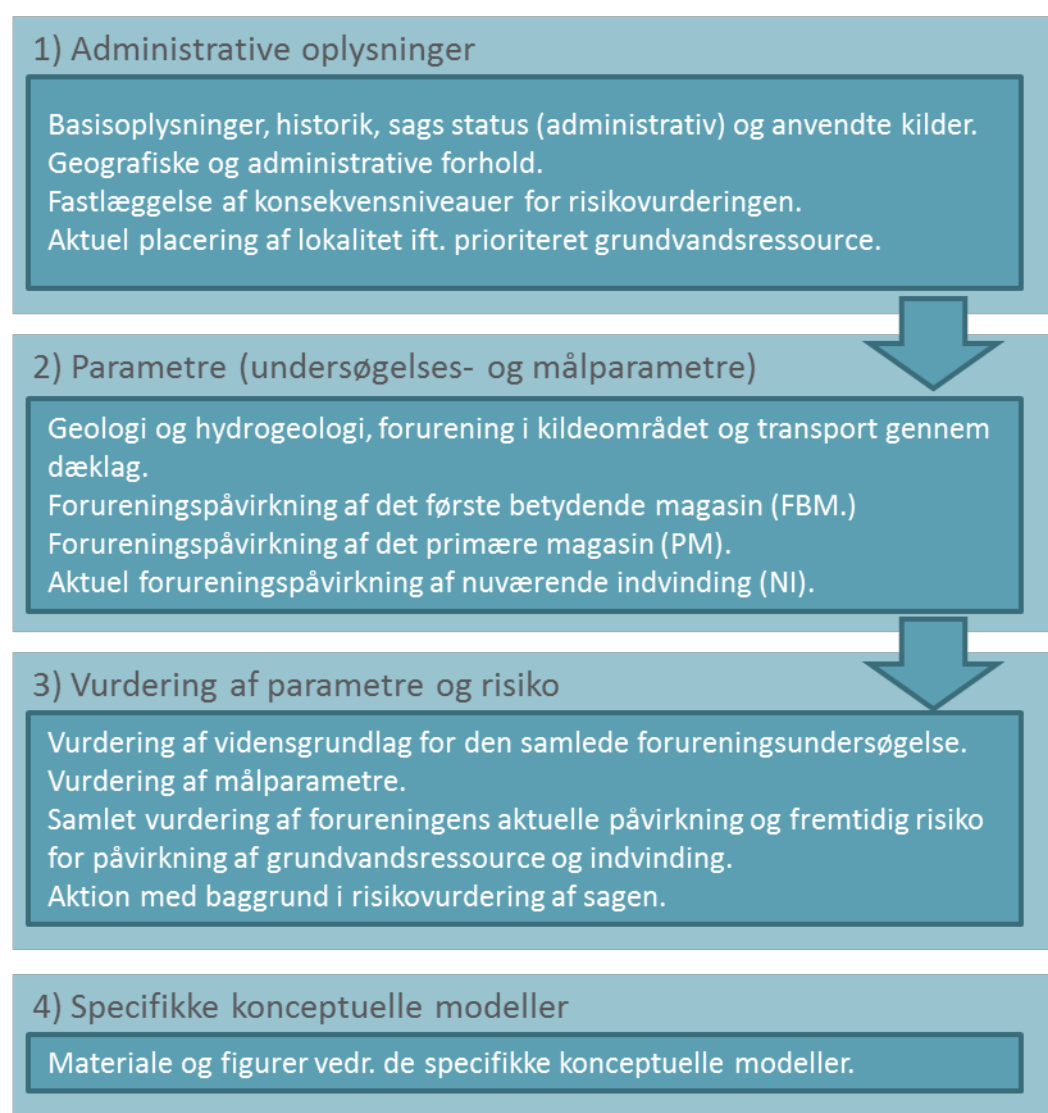 1) Administrative oplysninger
Basisoplysninger, historik, sags status (administrativ) og anvendte kilder.
Geografiske og administrative forhold.
Fastlæggelse af konsekvensniveauer for risikovurderingen.
Aktuel placering af lokalitet ift. prioriteret grundvandsressource.
2) Parametre (undersøgelses- og målparametre)
Geologi og hydrogeologi, forurening i kildeområdet og transport gennem
dæklag.
Forureningspåvirkning af det første betydende magasin (FBM.)
Forureningspåvirkning af det primære magasin (PM).
Aktuel forureningspåvirkning af nuværende indvinding (NI).
3) Vurdering af parametre og risiko
Vurdering af vidensgrundlag for den samlede forureningsundersøgelse.
Vurdering af målparametre.
Samlet vurdering af forureningens aktuelle påvirkning og fremtidig risiko
for påvirkning af grundvandsressource og indvinding.
Aktion med baggrund i risikovurdering af sagen.
4) Specifikke konceptuelle modeller
Materiale og figurer vedr. de specifikke konceptuelle modeller.